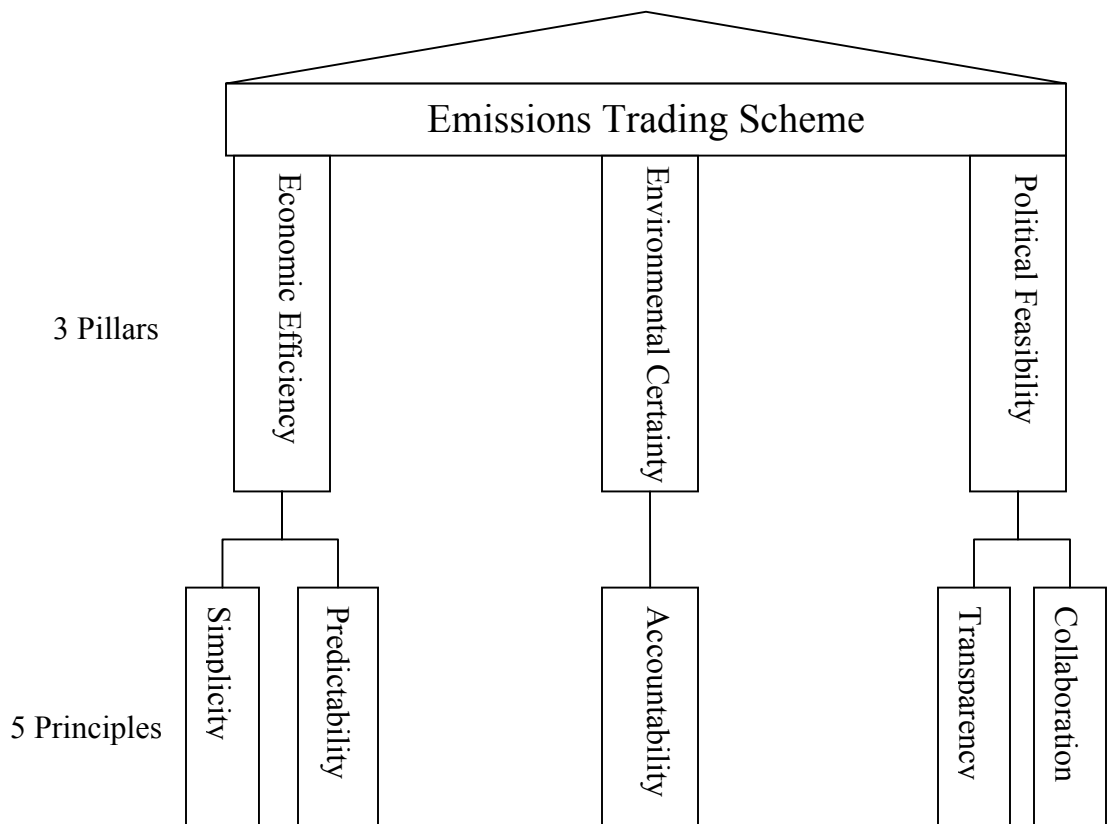 Emissions Trading Scheme
Economic Efficiency
Environmental Certainty
Political Feasibility
3 Pillars
Simplicity
Predictability
Accountability
Transparency
Collaboration
5 Principles